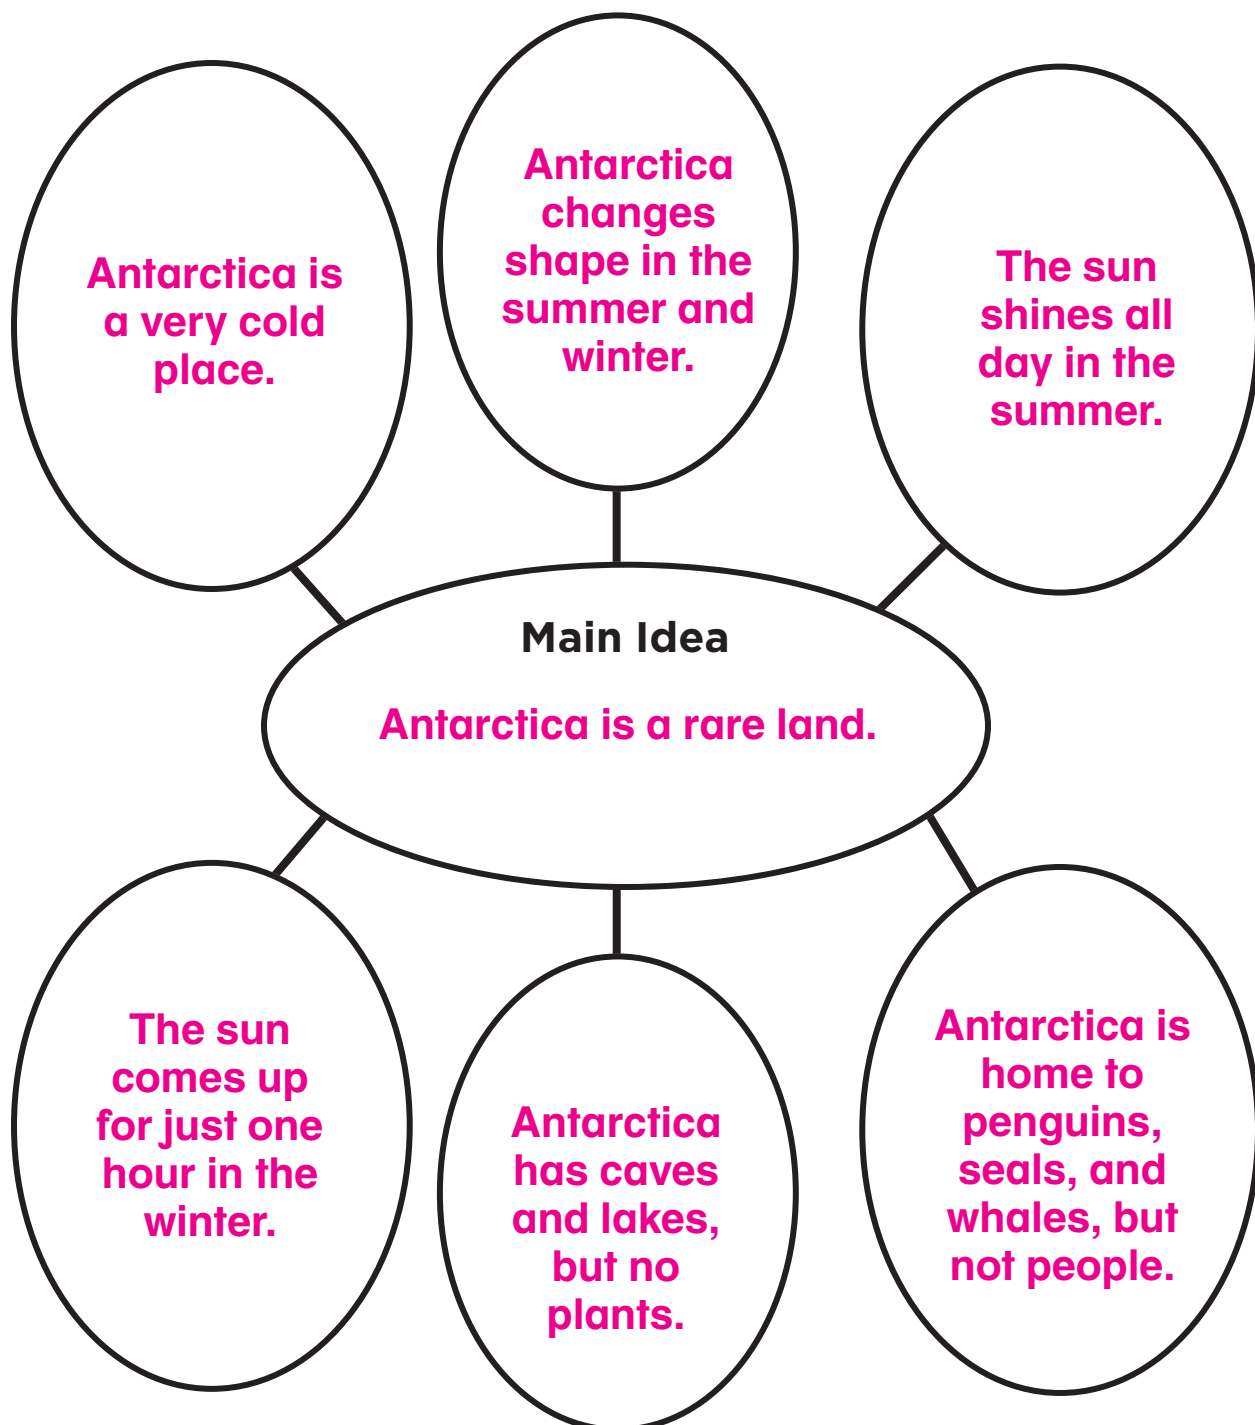 Antarctica is
a very cold
place.
Antarctica
changes
shape in the
summer and
winter.
The sun
shines all
day in the
summer.
Main Idea
Antarctica is a rare land.
The sun
comes up
for just one
hour in the
winter.
Antarctica
has caves
and lakes,
but no
plants.
Antarctica is
home to
penguins,
seals, and
whales, but
not people.